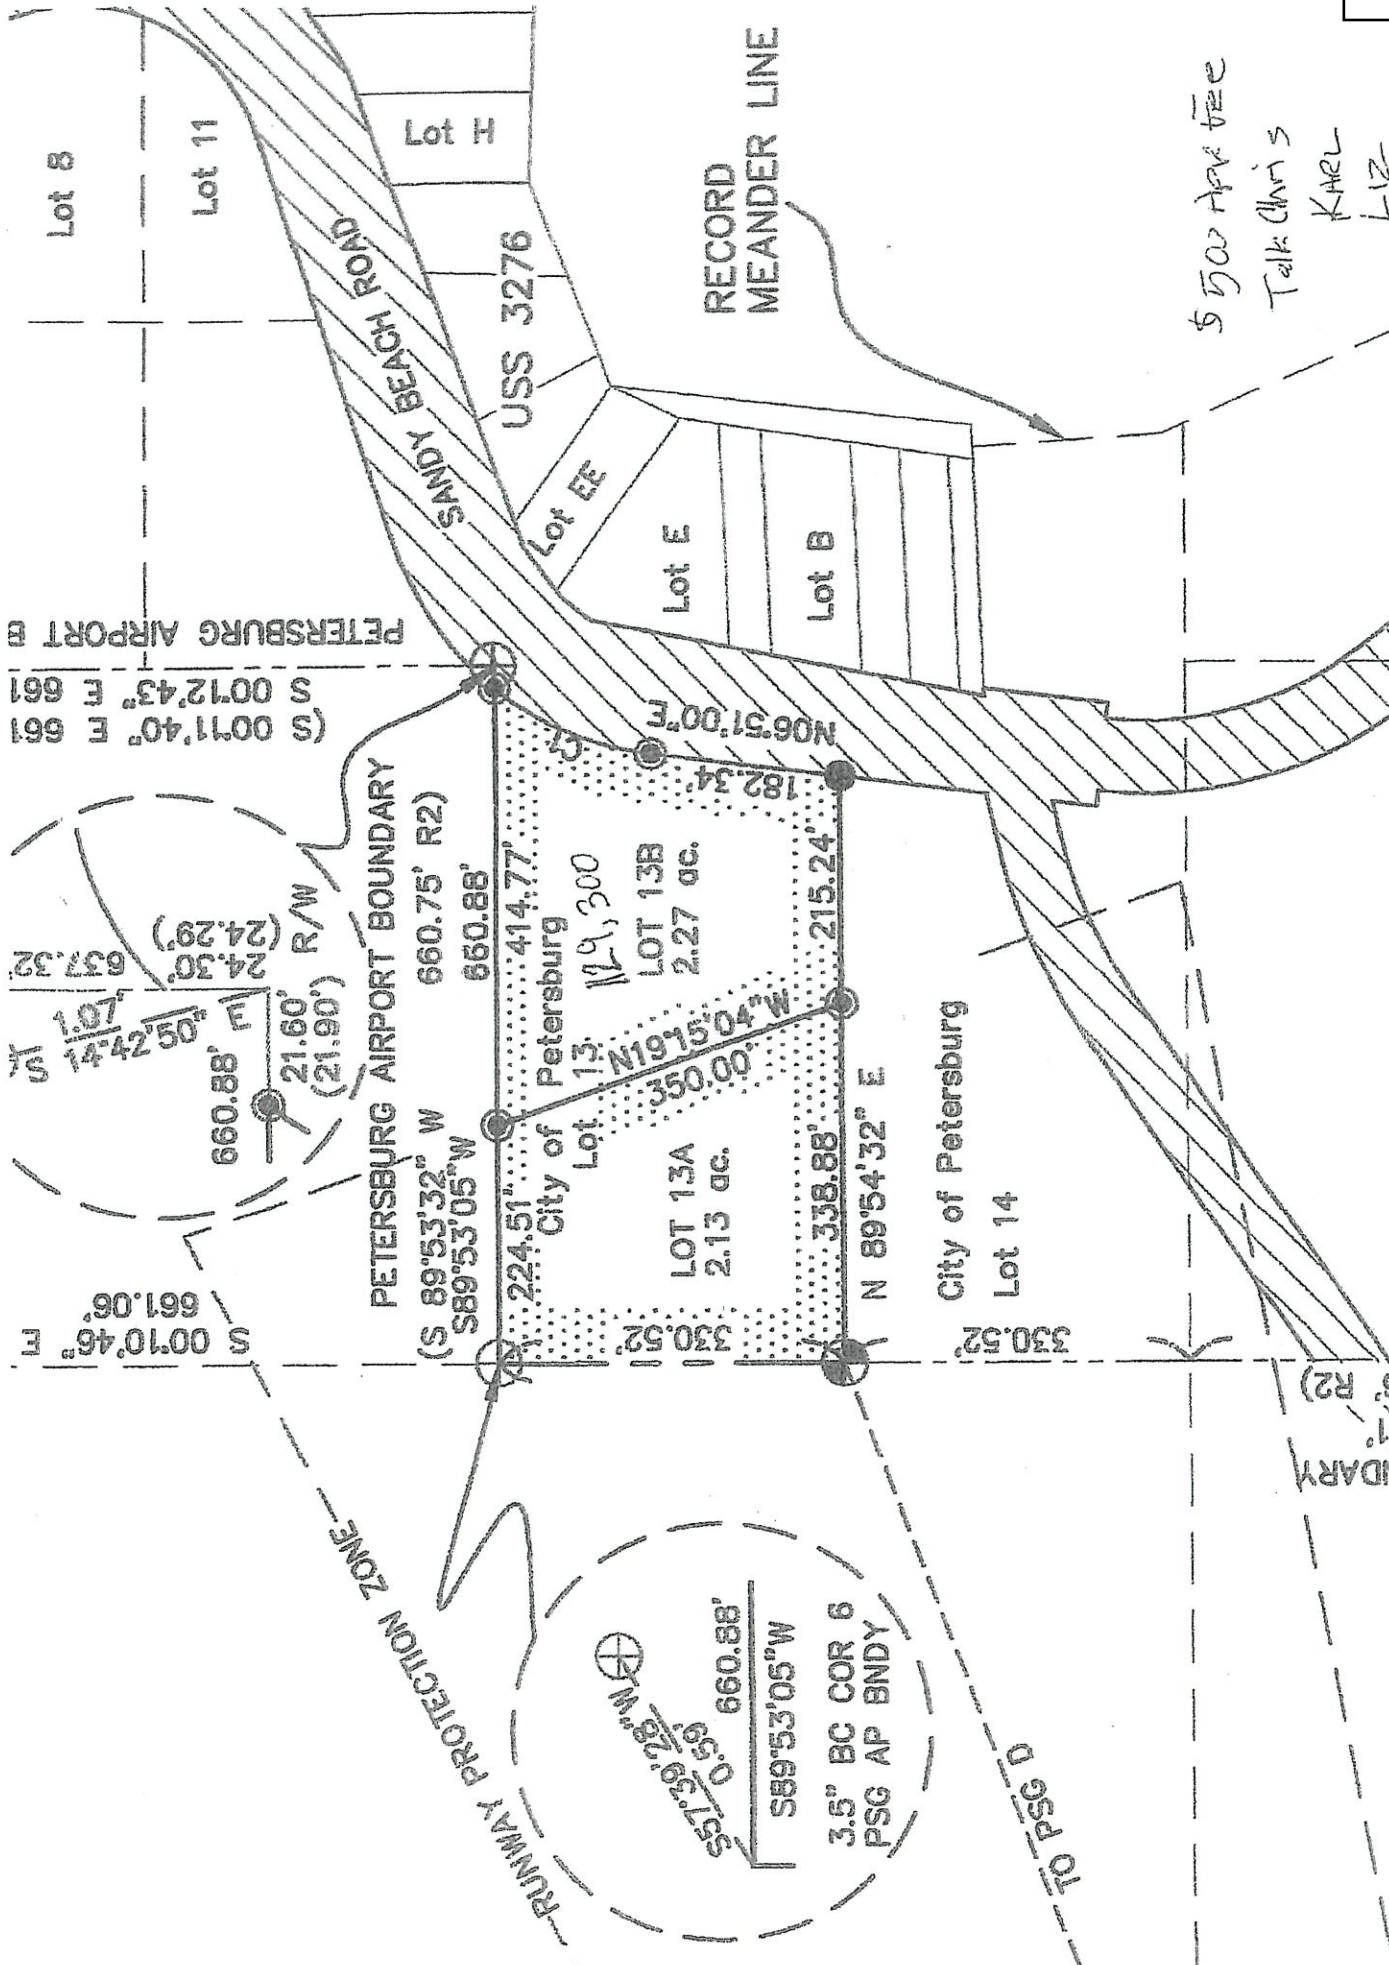 Lot 8
Lot 11
Lot H
SANDY BEACH ROAD
USS 3276
RECORD
MEANDER LINE
Lot EE
Lot E
Lot B
PETERSBURG AIRPORT B
S 00°12'43" E 661
(S 00°11'40" E 661
637.32'
24.30'
(24.29')
R/W
1.07'
14°42'50" E
660.88'
21.60'
(21.90')
PETERSBURG AIRPORT BOUNDARY
(S 89°53'32" W 660.75' R2)
S89°53'05"W 660.88'
224.51'
414.77'
City of Petersburg
Lot 13
129,300
LOT 13B
2.27 ac.
C1
N06°51'00"E
182.34'
N19°15'04"W
350.00'
LOT 13A
2.13 ac.
330.52'
338.88'
215.24'
N 89°54'32" E
City of Petersburg
Lot 14
330.52'
S 00°10'46" E
661.06'
RUNWAY PROTECTION ZONE
S57°39'28"W
0.59'
660.88'
S89°53'05"W
3.5" BC COR 6
PSG AP BNDY
TO PSG D
R2)
NDARY
$500 fee
Talk Chris
KARL
LIZ